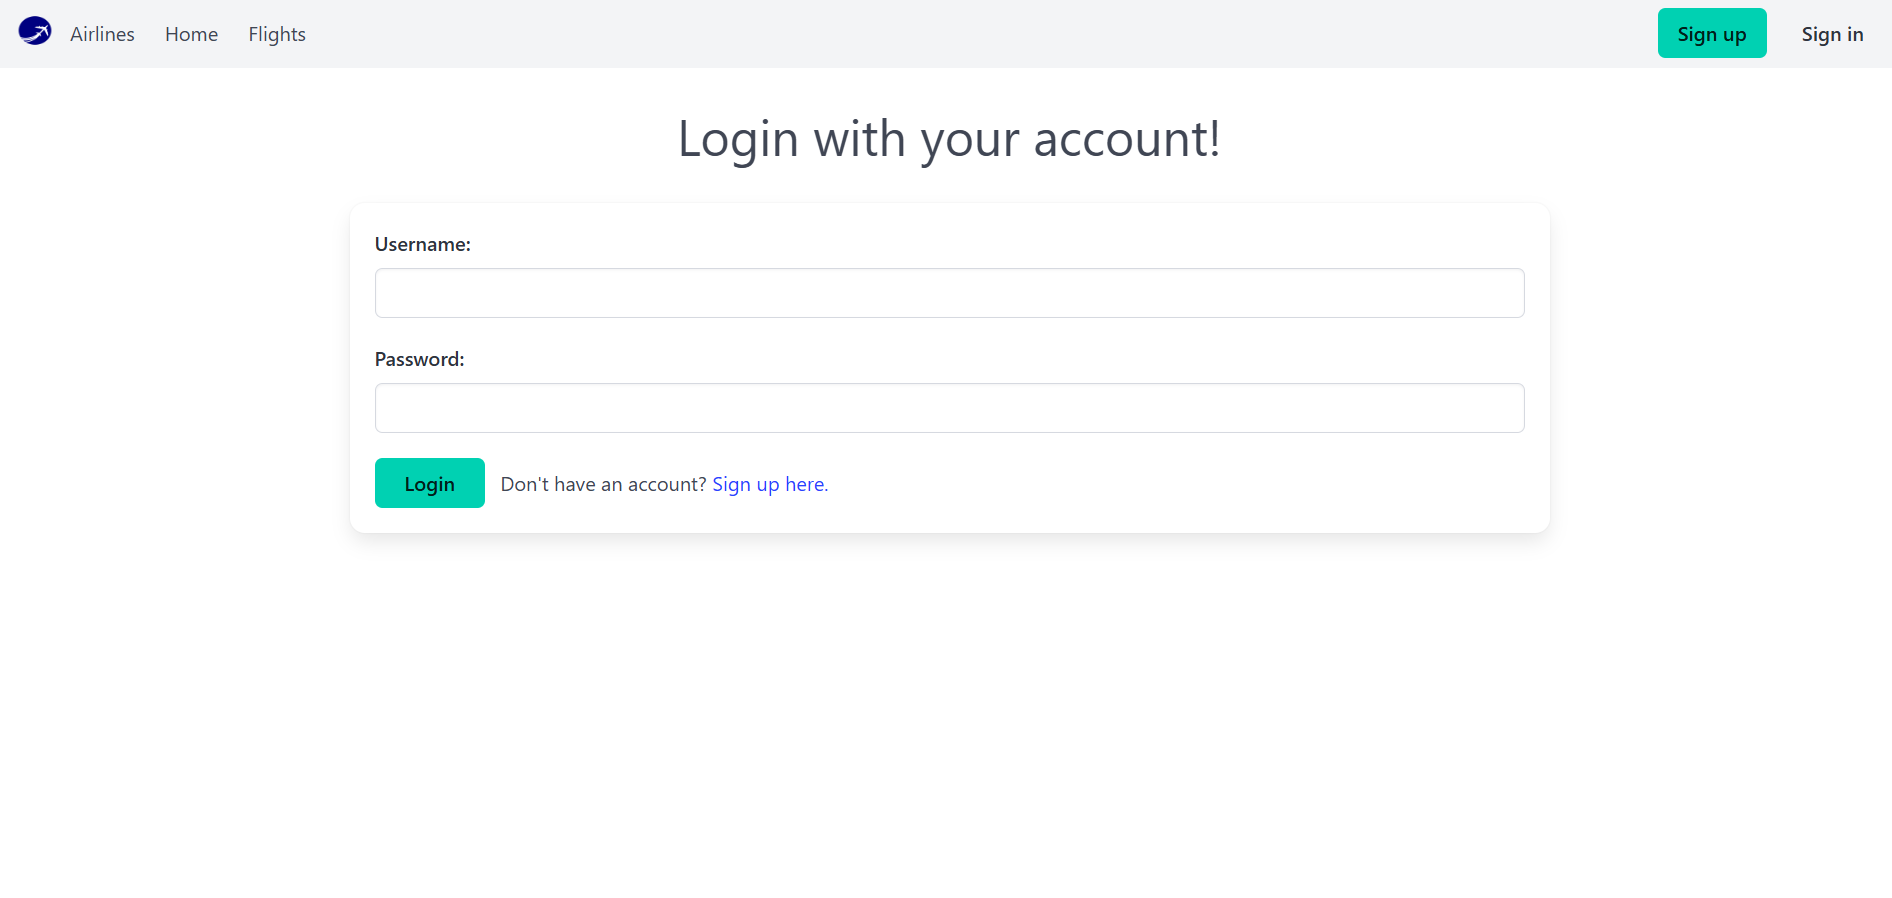 Airlines Home Flights Sign up Sign in
Login with your account!
Username:
Password:
Login Don't have an account? Sign up here.